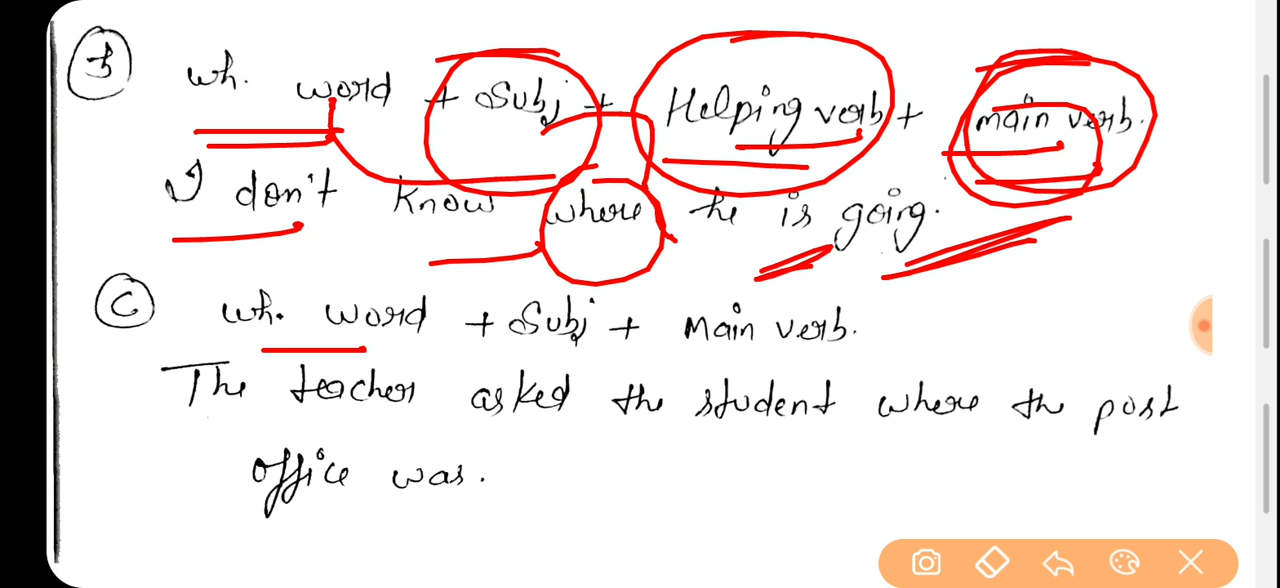 B wh. word + Subj + Helping verb + main verb.
I don't know where he is going.
C wh. word + Subj + Main verb.
The teacher asked the student where the post
office was.